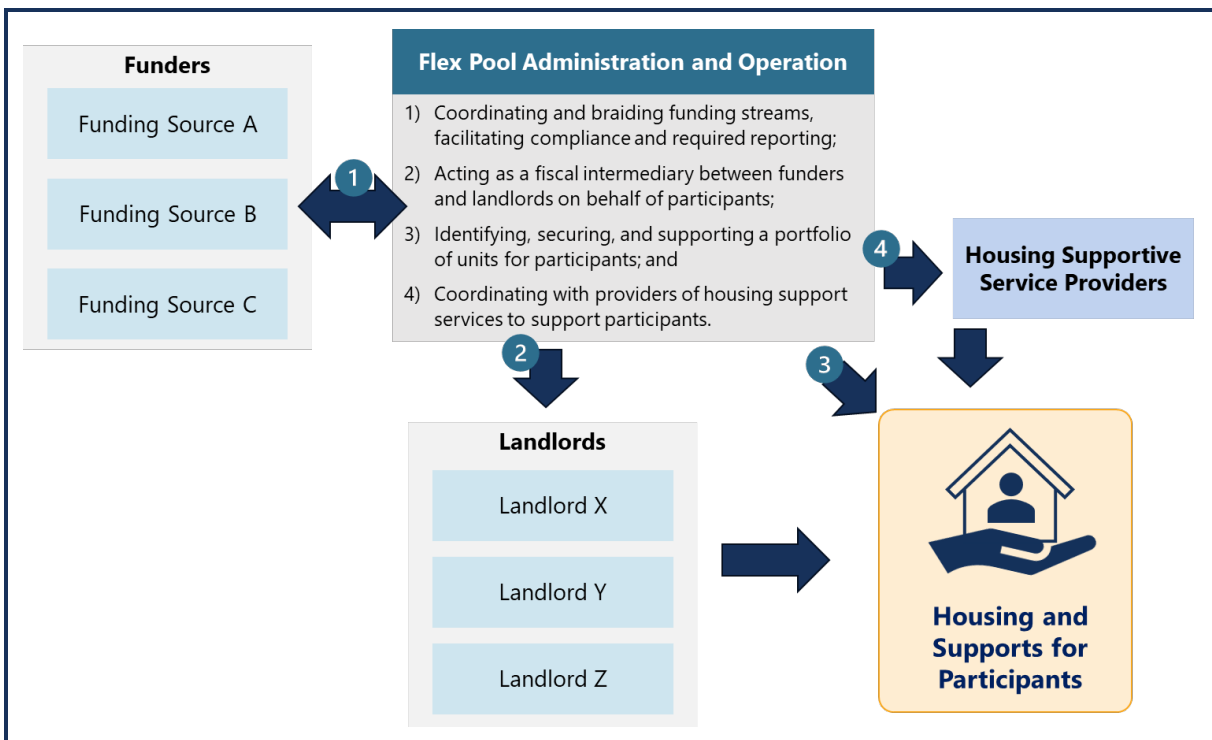 Funders
Funding Source A
Funding Source B
Funding Source C
1
Flex Pool Administration and Operation
1) Coordinating and braiding funding streams,
facilitating compliance and required reporting;
2) Acting as a fiscal intermediary between funders
and landlords on behalf of participants;
3) Identifying, securing, and supporting a portfolio
of units for participants; and
4) Coordinating with providers of housing support
services to support participants.
4
Housing Supportive
Service Providers
2
3
Landlords
Landlord X
Landlord Y
Landlord Z
Housing and
Supports for
Participants